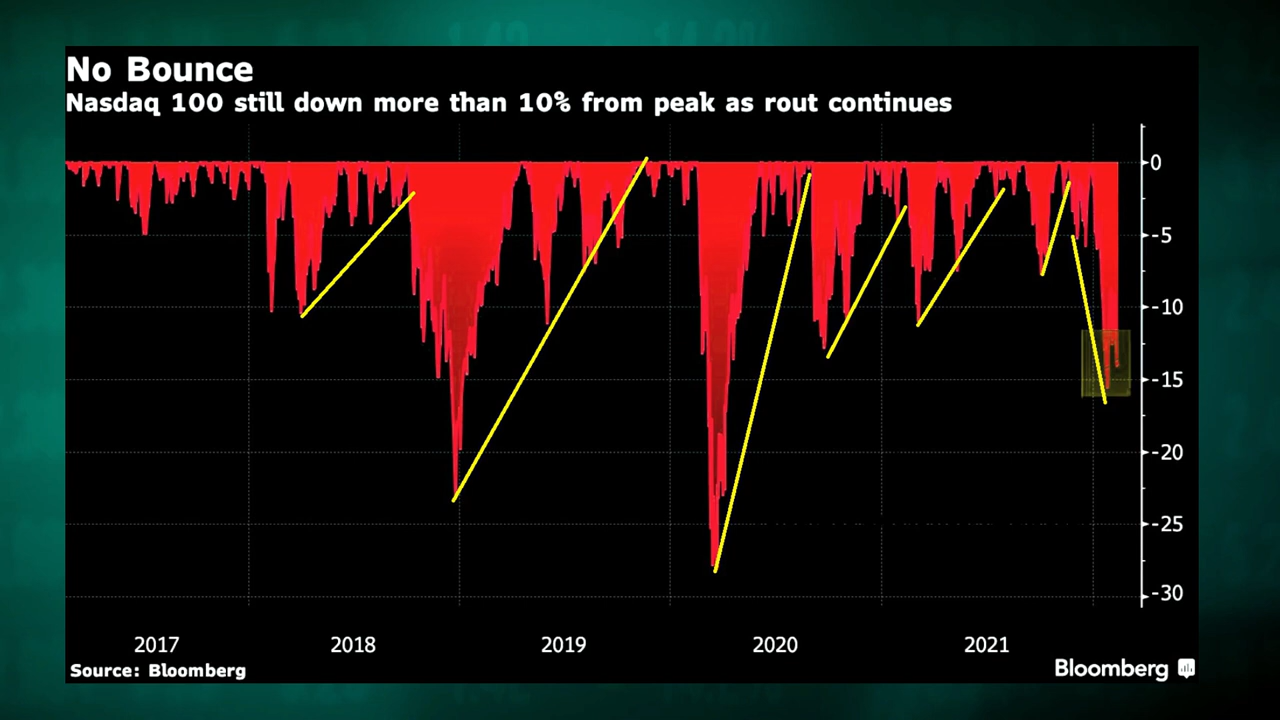 No Bounce
Nasdaq 100 still down more than 10% from peak as rout continues
0
-5
-10
-15
-20
-25
-30
2017 2018 2019 2020 2021
Source: Bloomberg
Bloomberg